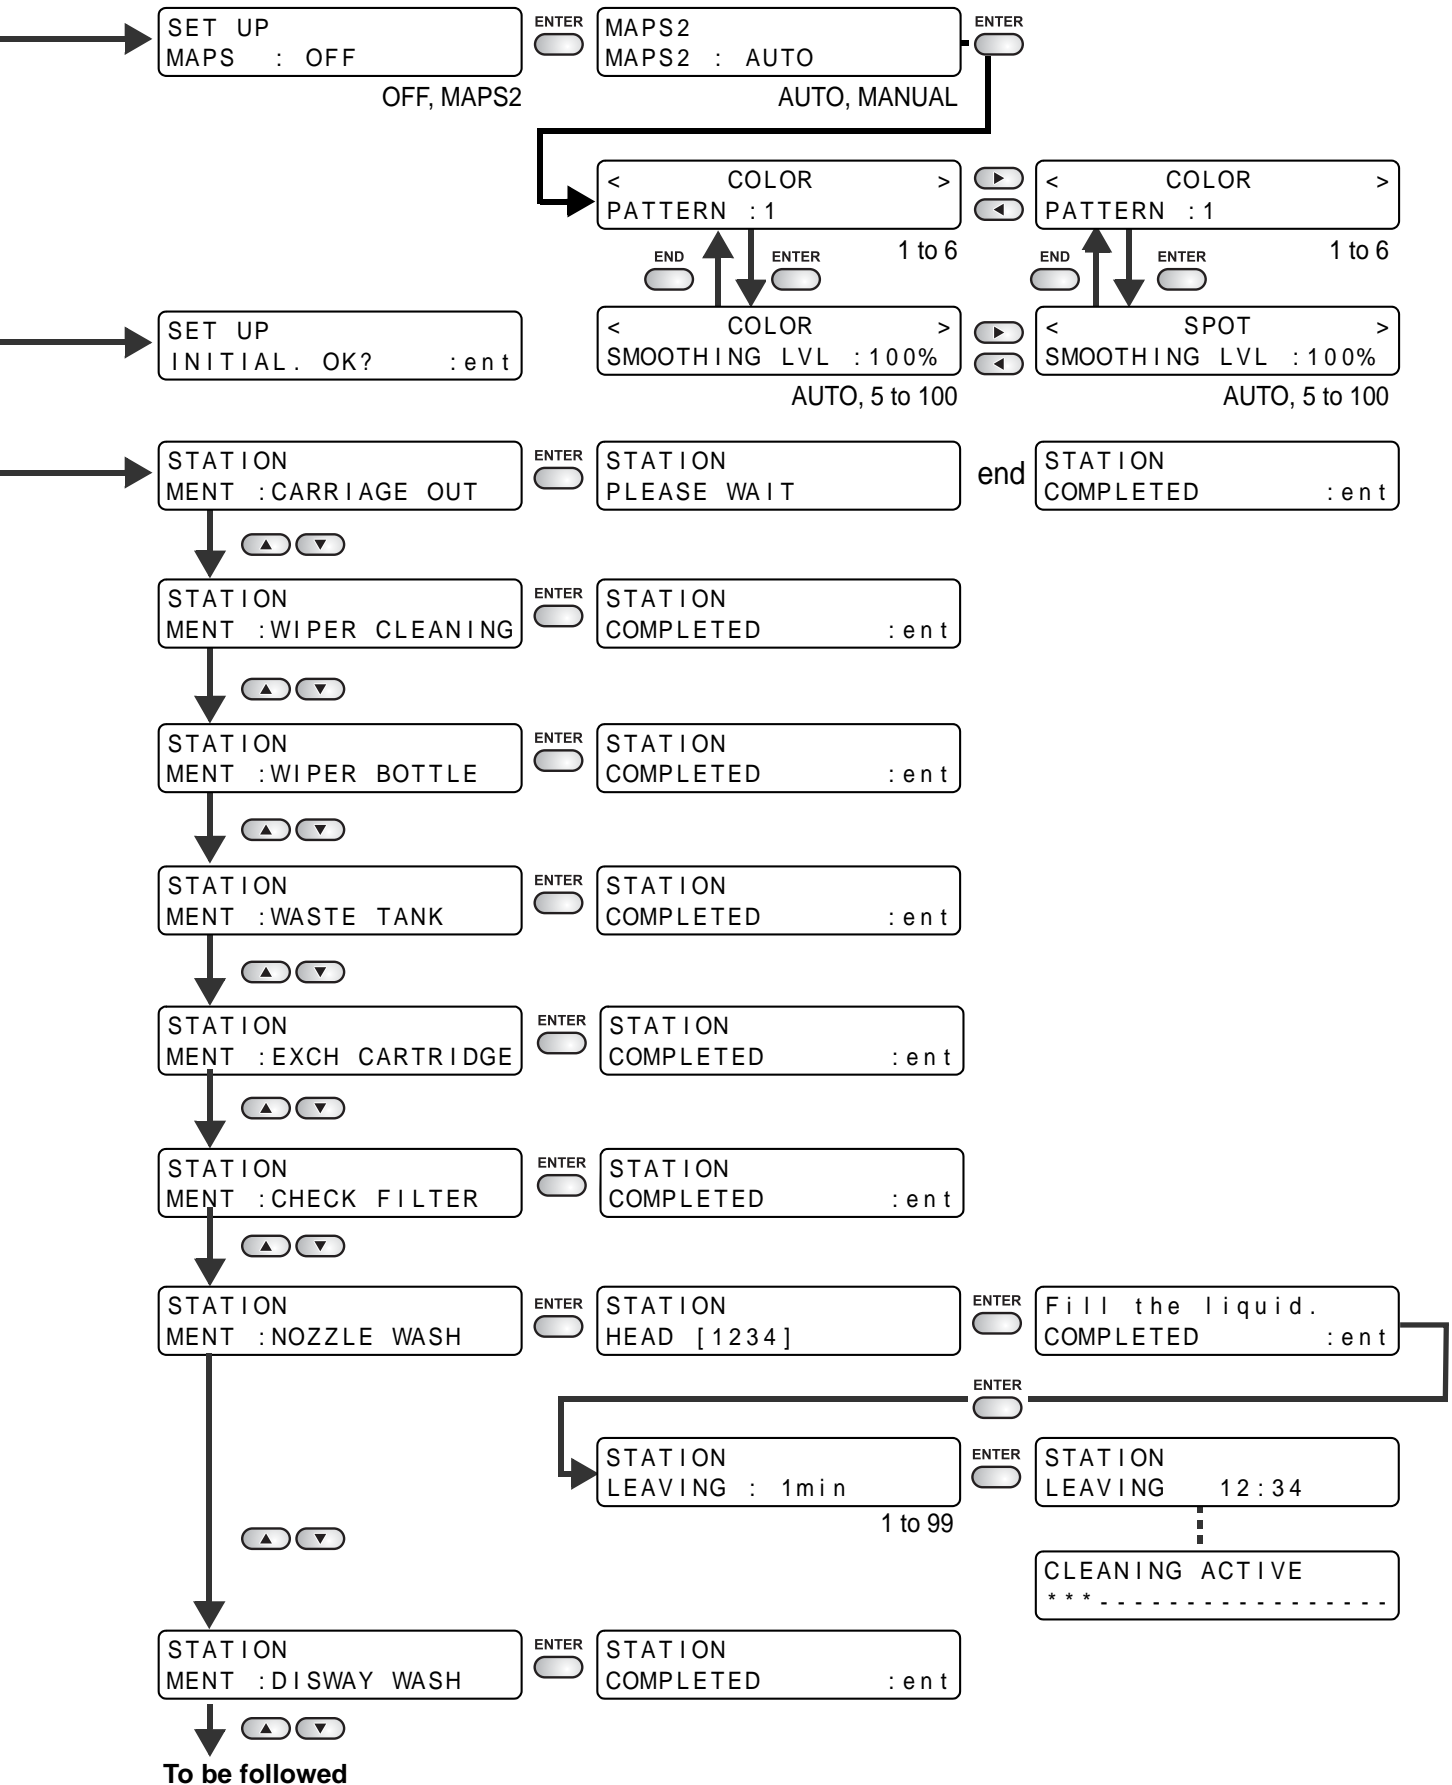 SET UP
MAPS : OFF
ENTER
MAPS2
MAPS2 : AUTO
ENTER
OFF, MAPS2
AUTO, MANUAL
< COLOR >
PATTERN :1
< COLOR >
PATTERN :1
1 to 6
1 to 6
END
ENTER
END
ENTER
SET UP
INITIAL. OK? :ent
< COLOR >
SMOOTHING LVL :100%
< SPOT >
SMOOTHING LVL :100%
AUTO, 5 to 100
AUTO, 5 to 100
STATION
MENT :CARRIAGE OUT
ENTER
STATION
PLEASE WAIT
end
STATION
COMPLETED :ent
STATION
MENT :WIPER CLEANING
ENTER
STATION
COMPLETED :ent
STATION
MENT :WIPER BOTTLE
ENTER
STATION
COMPLETED :ent
STATION
MENT :WASTE TANK
ENTER
STATION
COMPLETED :ent
STATION
MENT :EXCH CARTRIDGE
ENTER
STATION
COMPLETED :ent
STATION
MENT :CHECK FILTER
ENTER
STATION
COMPLETED :ent
STATION
MENT :NOZZLE WASH
ENTER
STATION
HEAD [1234]
ENTER
Fill the liquid.
COMPLETED :ent
ENTER
STATION
LEAVING : 1min
ENTER
STATION
LEAVING 12:34
1 to 99
CLEANING ACTIVE
***-----------------
STATION
MENT :DISWAY WASH
ENTER
STATION
COMPLETED :ent
To be followed